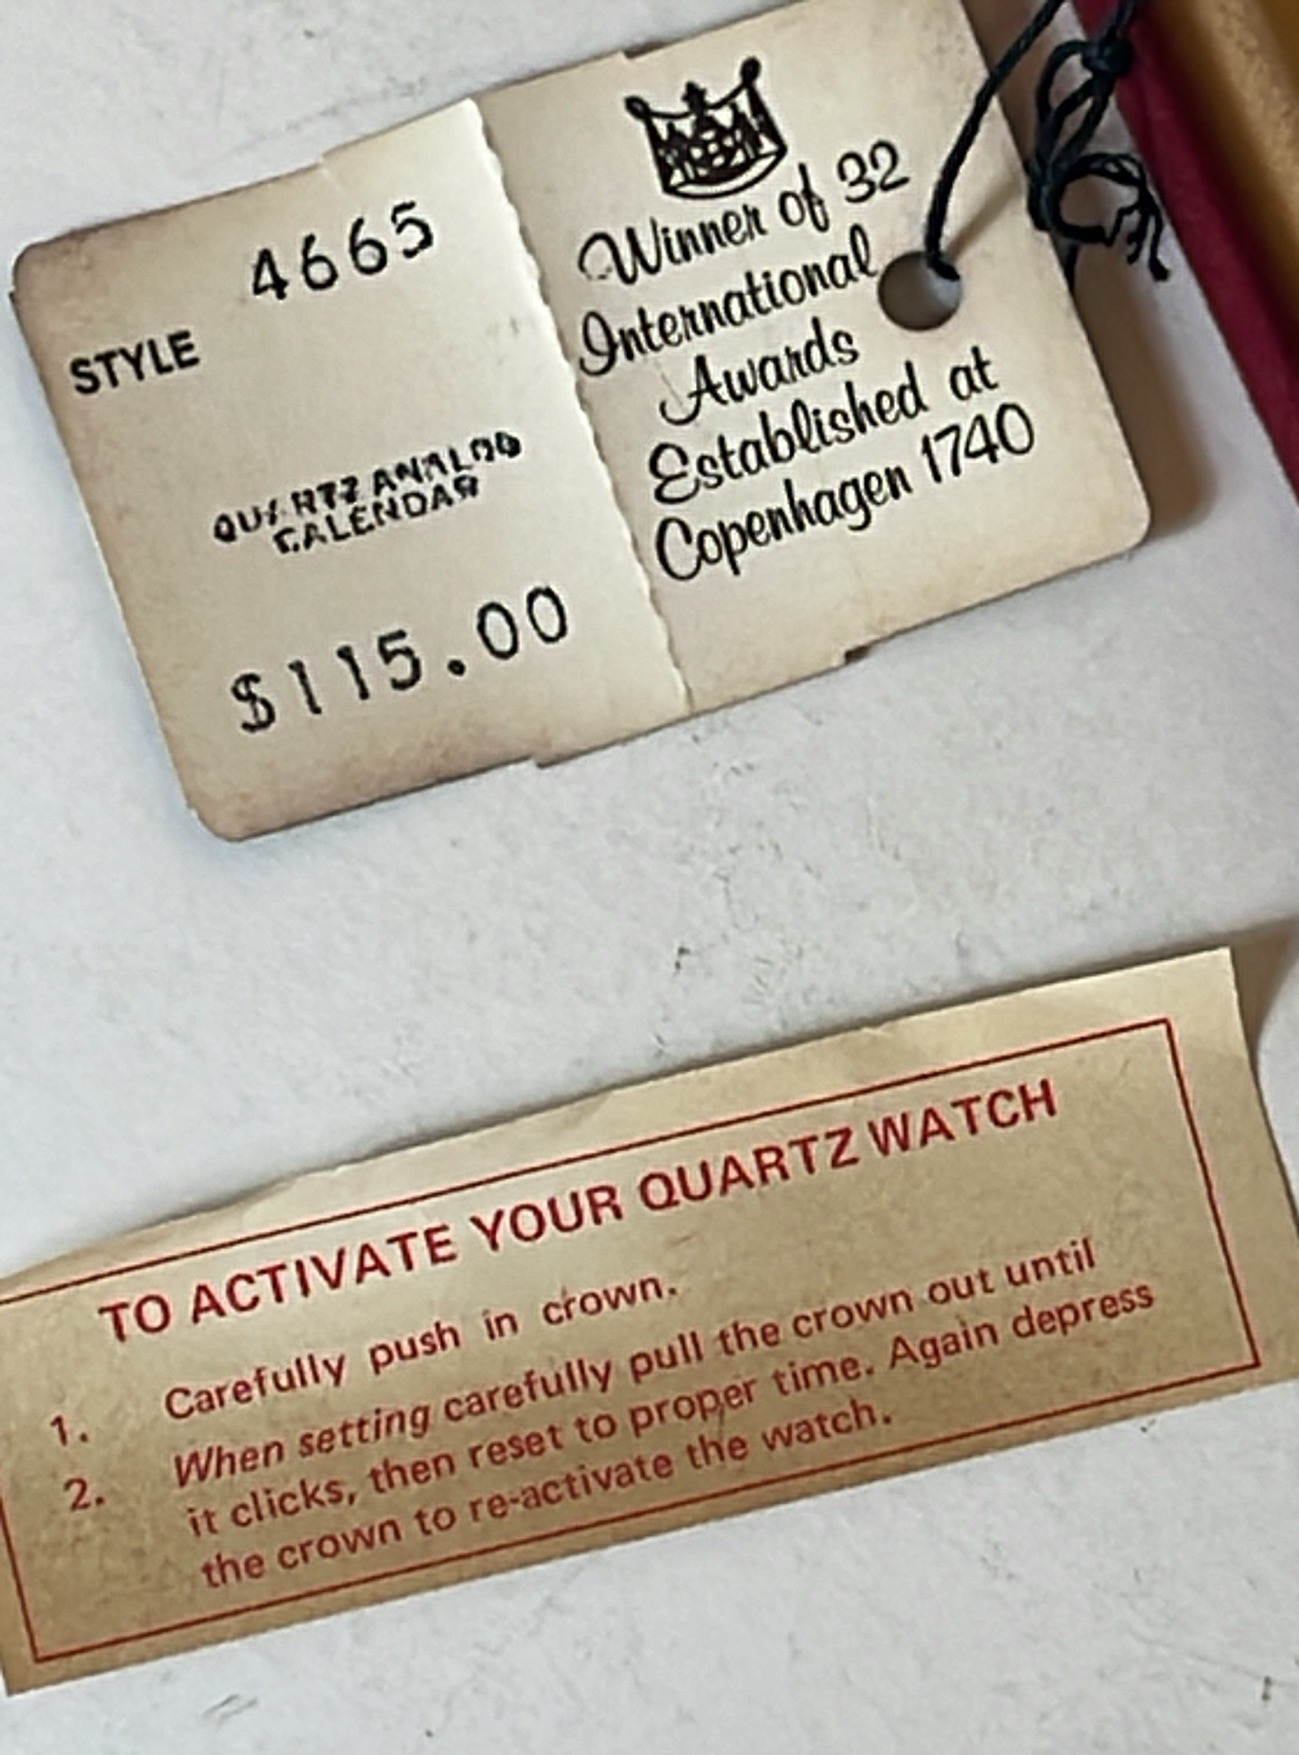 4665
STYLE
QUARTZ ANALOG
CALENDAR
$115.00
Winner of 32
International
Awards
Established at
Copenhagen 1740
TO ACTIVATE YOUR QUARTZ WATCH
1. Carefully push in crown.
2. When setting carefully pull the crown out until
it clicks, then reset to proper time. Again depress
the crown to re-activate the watch.